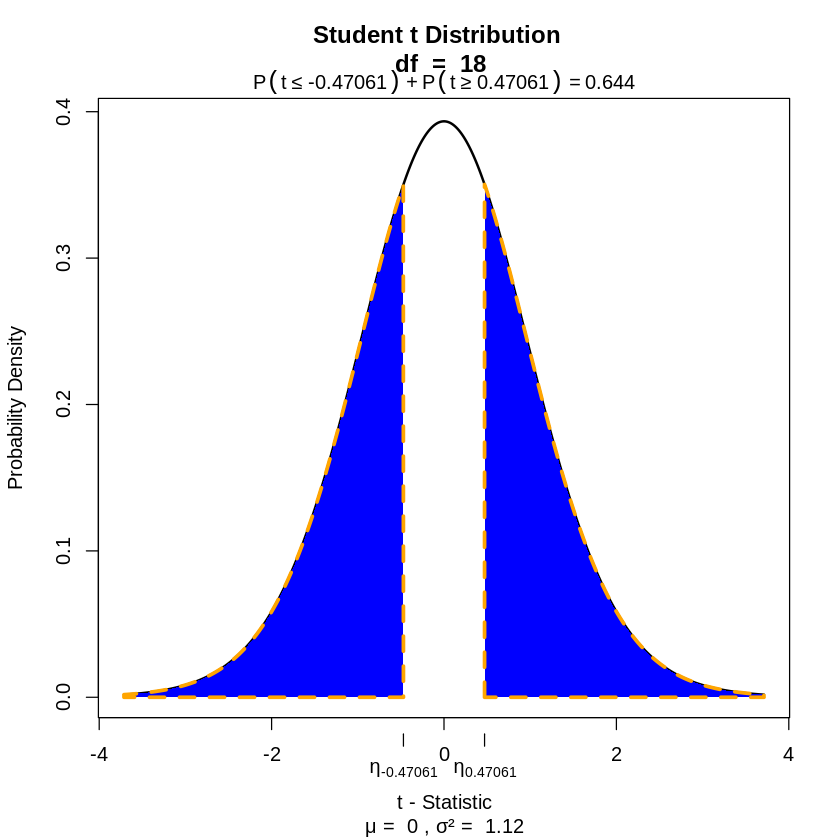 Student t Distribution
df = 18
P(t ≤ -0.47061) + P(t ≥ 0.47061) = 0.644
Probability Density
0.4
0.3
0.2
0.1
0.0
-4 -2 0 2 4
η-0.47061 η0.47061
t - Statistic
μ = 0 , σ² = 1.12